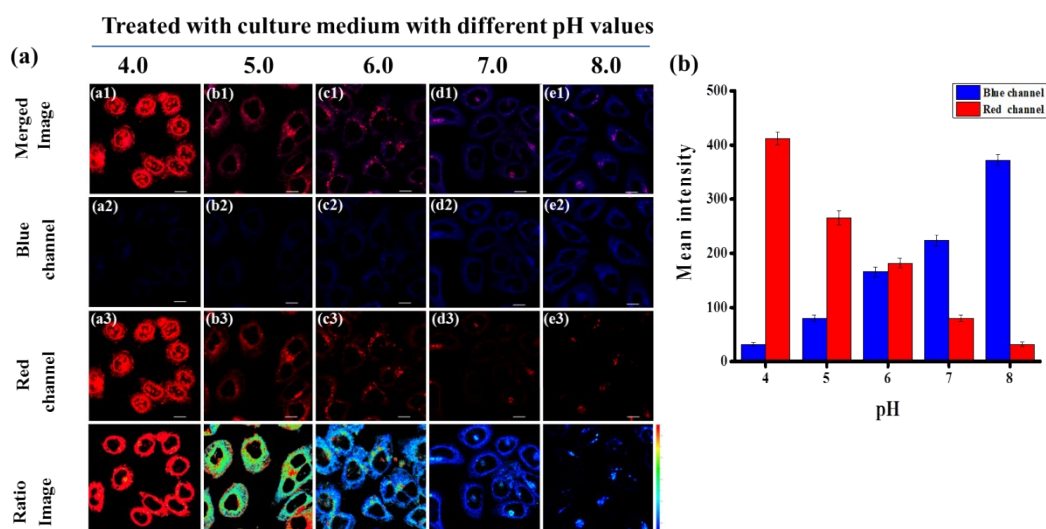 Treated with culture medium with different pH values
(a)
4.0 5.0 6.0 7.0 8.0
Merged Image
(a1) (b1) (c1) (d1) (e1)
Blue channel
(a2) (b2) (c2) (d2) (e2)
Red channel
(a3) (b3) (c3) (d3) (e3)
Ratio Image
(b)
Blue channel
Red channel
Mean intensity
500
400
300
200
100
0
4 5 6 7 8
pH